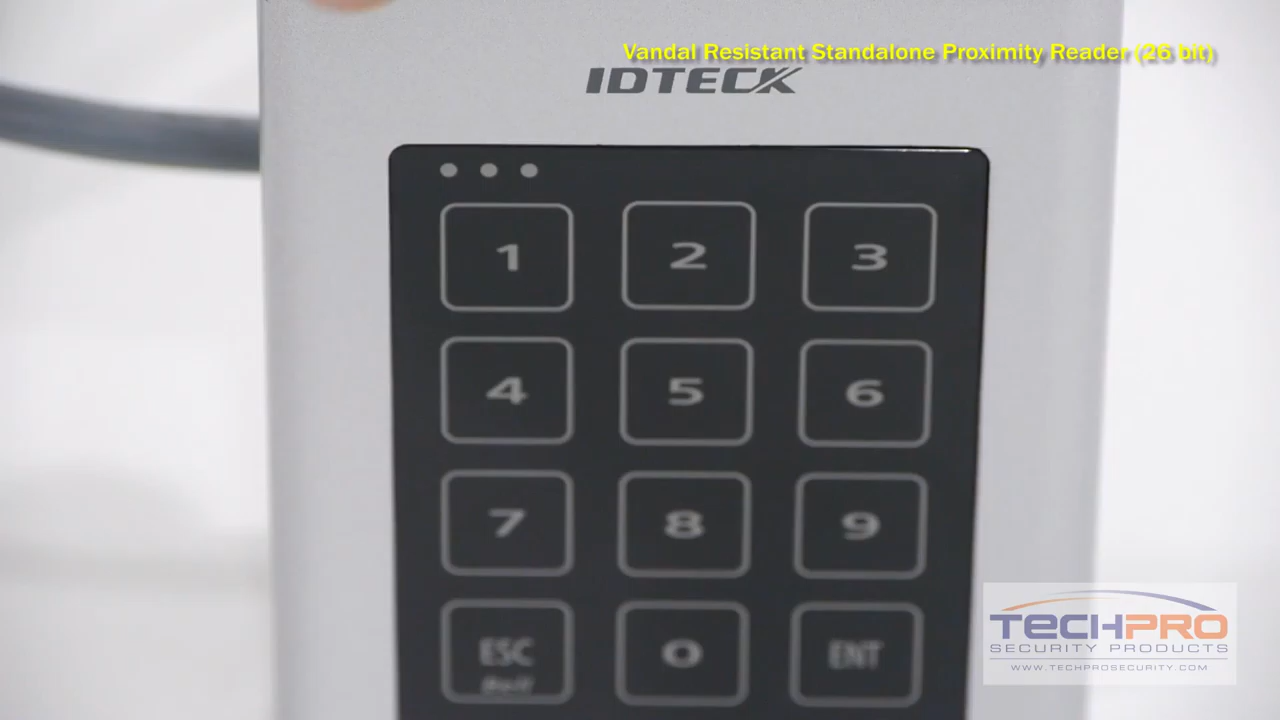 Vandal Resistant Standalone Proximity Reader (26 bit)
IDTECK
1 2 3
4 5 6
7 8 9
ESC 0 ENT
TECHPRO
SECURITY PRODUCTS
WWW.TECHPROSECURITY.COM